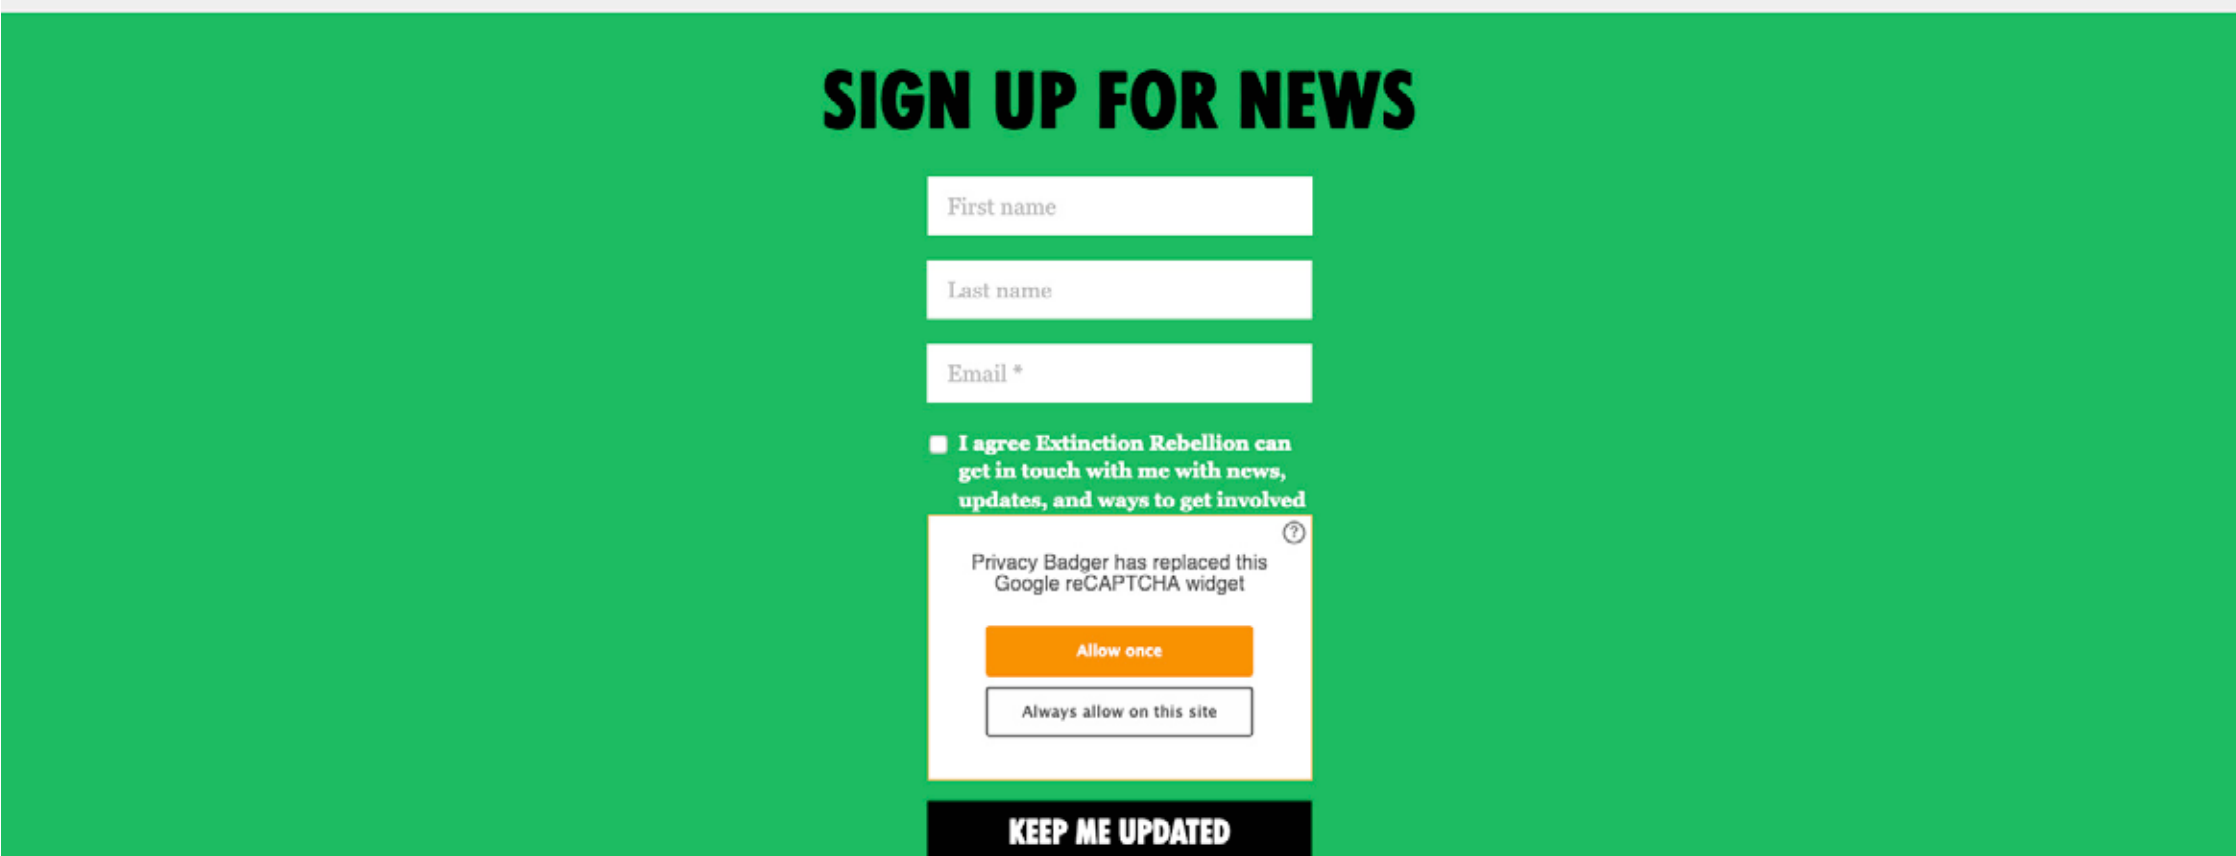 SIGN UP FOR NEWS
First name
Last name
Email *
I agree Extinction Rebellion can
get in touch with me with news,
updates, and ways to get involved
?
Privacy Badger has replaced this
Google reCAPTCHA widget
Allow once
Always allow on this site
KEEP ME UPDATED